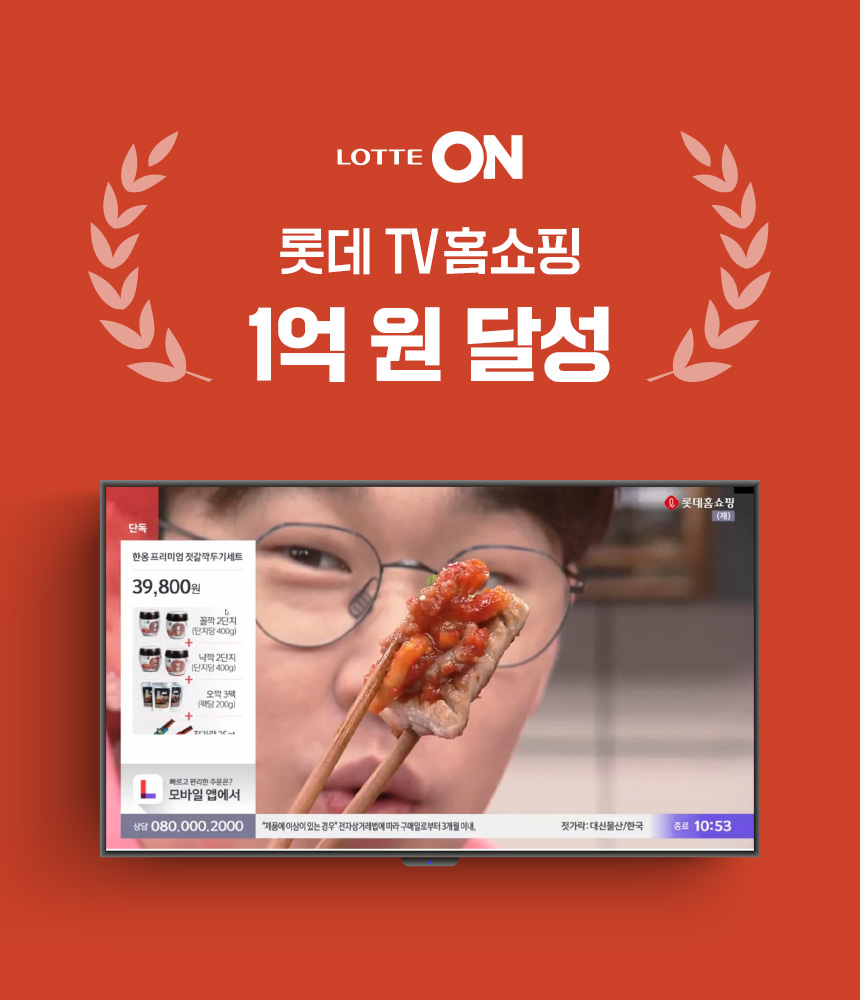 LOTTE ON
롯데 TV홈쇼핑
1억 원 달성
롯데홈쇼핑
(재)
단독
한옹 프리미엄 젓갈깍두기세트
39,800원
꼴깍 2단지
(단지당 400g)
+
낙깍 2단지
(단지당 400g)
+
오깍 3팩
(팩당 200g)
+
빠르고 편리한 주문은?
모바일 앱에서
상담 080.000.2000
"제품에 이상이 있는 경우" 전자상거래법에 따라 구매일로부터 3개월 이내,
젓가락:대신물산/한국
종료 10:53